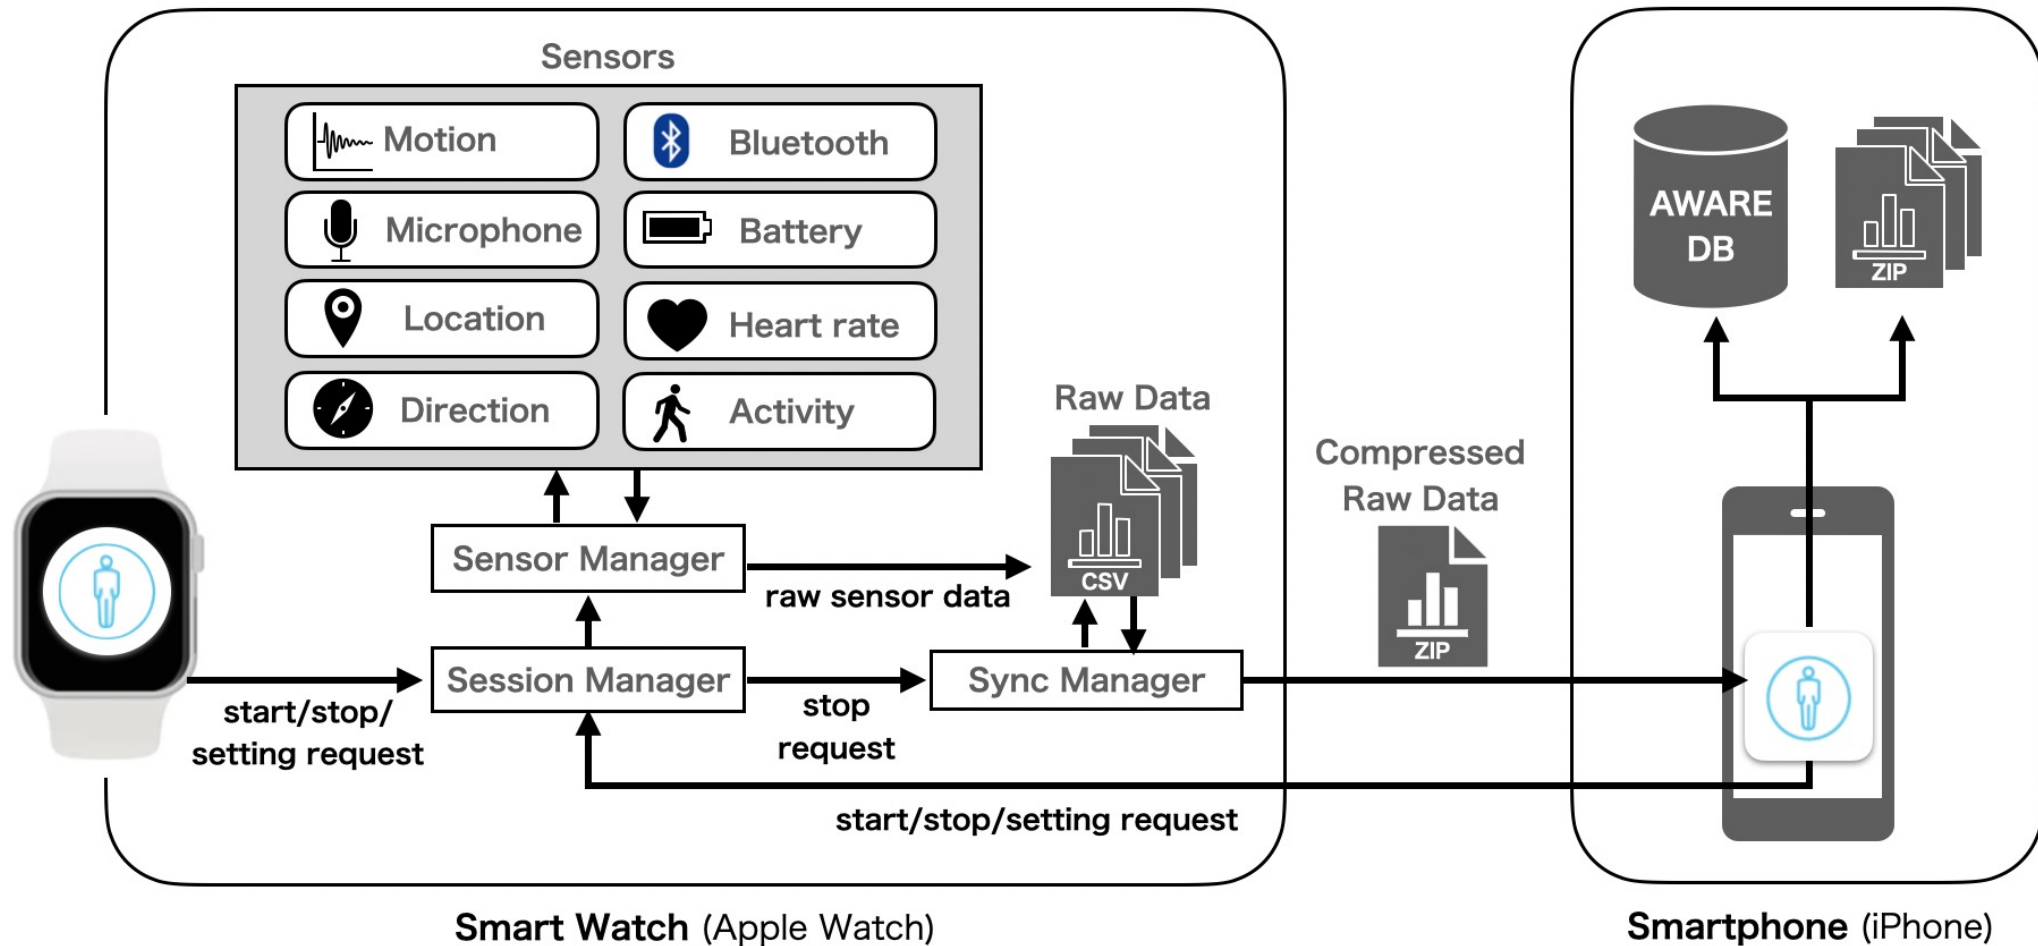 Sensors
Motion
Bluetooth
Microphone
Battery
Location
Heart rate
Direction
Activity
Raw Data
CSV
Sensor Manager
raw sensor data
Session Manager
start/stop/
setting request
stop
request
Sync Manager
start/stop/setting request
Compressed
Raw Data
ZIP
AWARE
DB
ZIP
Smart Watch (Apple Watch)
Smartphone (iPhone)